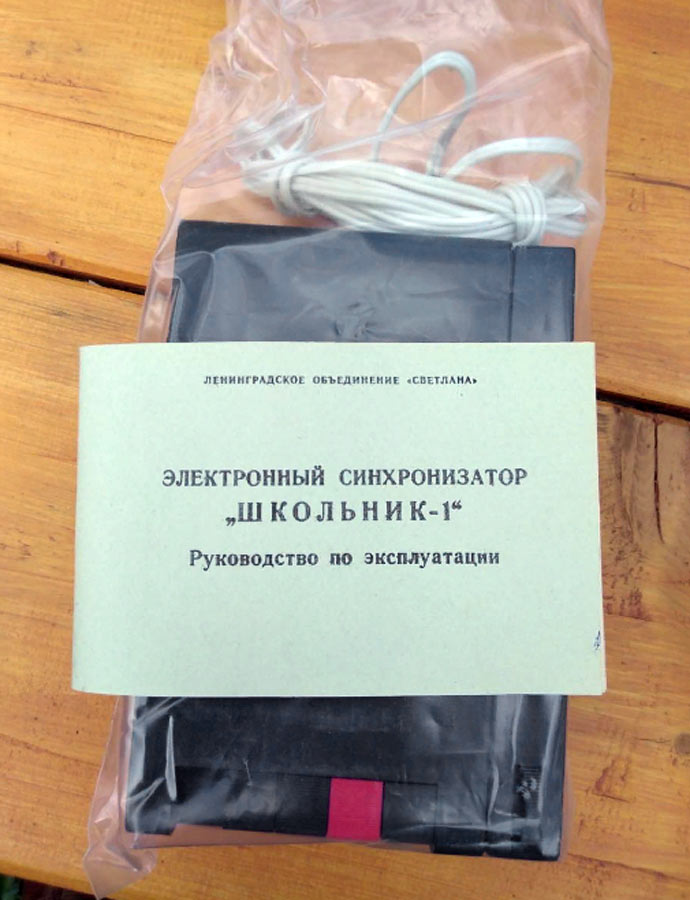 ЛЕНИНГРАДСКОЕ ОБЪЕДИНЕНИЕ «СВЕТЛАНА»
ЭЛЕКТРОННЫЙ СИНХРОНИЗАТОР
„ШКОЛЬНИК-1“
Руководство по эксплуатации